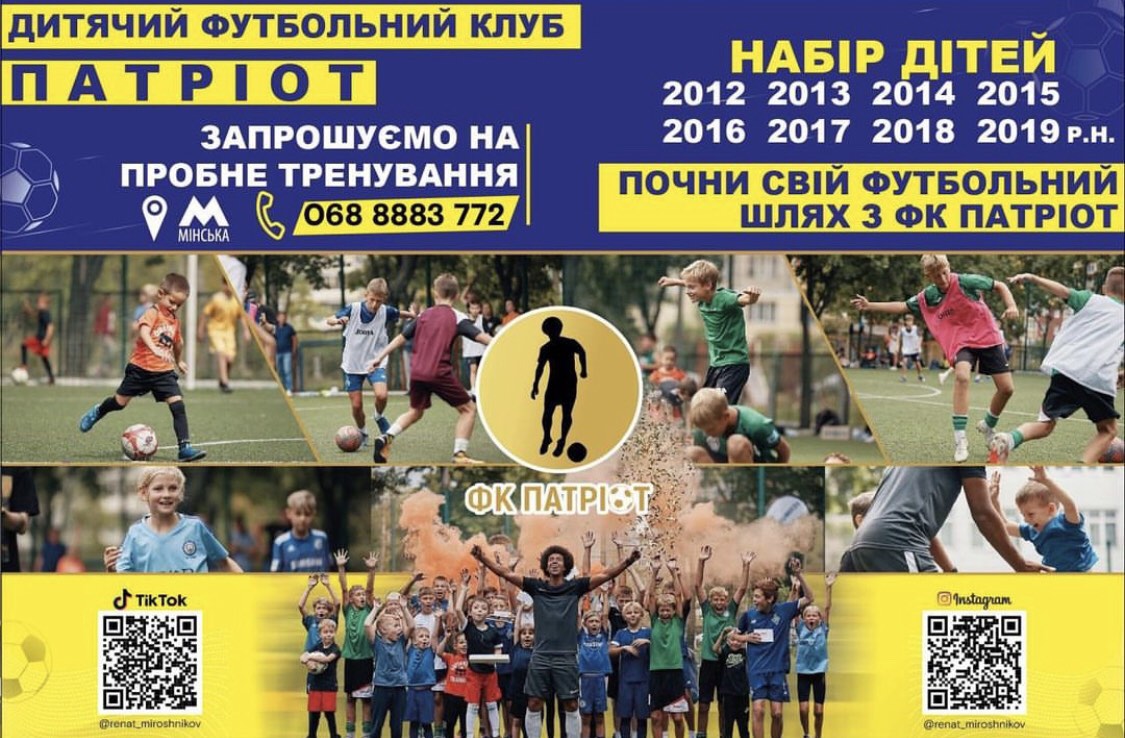 ДИТЯЧИЙ ФУТБОЛЬНИЙ КЛУБ
ПАТРІОТ
ЗАПРОШУЄМО НА
ПРОБНЕ ТРЕНУВАННЯ
МІНСЬКА
068 8883 772
НАБІР ДІТЕЙ
2012 2013 2014 2015
2016 2017 2018 2019 Р.Н.
ПОЧНИ СВІЙ ФУТБОЛЬНИЙ
ШЛЯХ З ФК ПАТРІОТ
ФК ПАТРІОТ
TikTok
@renat_miroshnikov
Instagram
@renat_miroshnikov